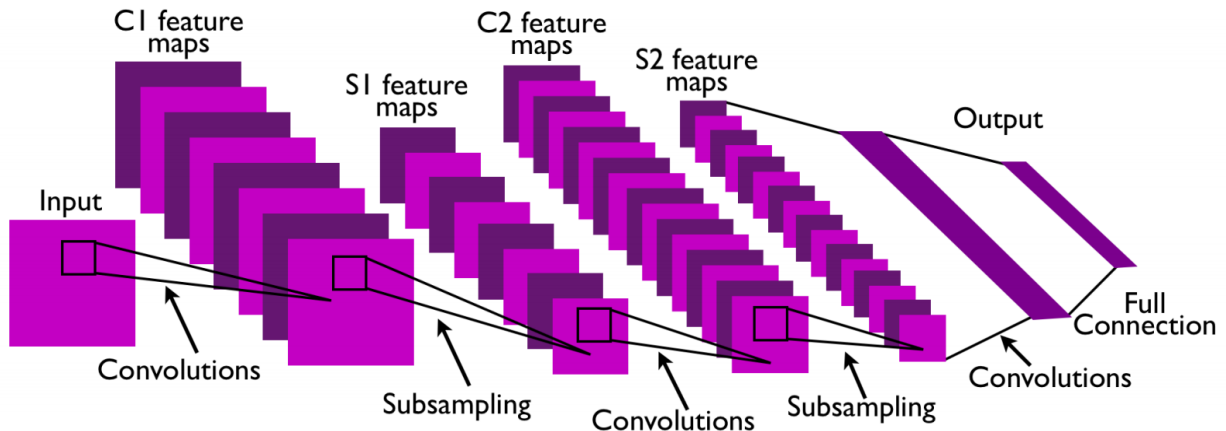 C1 feature
maps
C2 feature
maps
S1 feature
maps
S2 feature
maps
Output
Input
Convolutions
Subsampling
Convolutions
Subsampling
Convolutions
Full
Connection